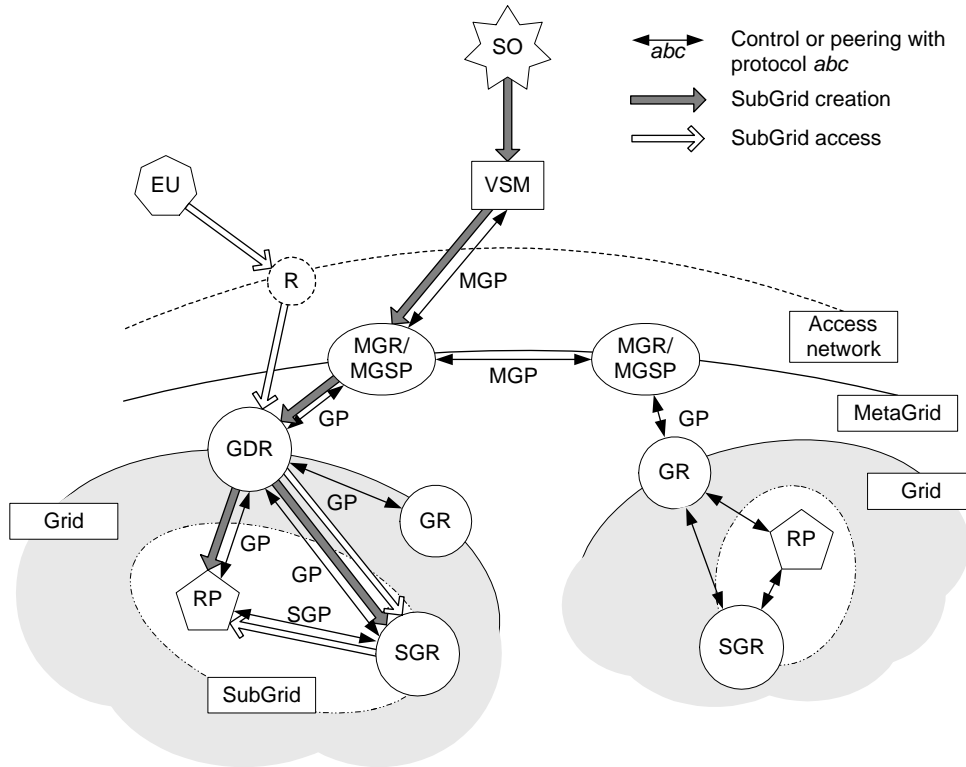 SO
abc
Control or peering with
protocol abc
SubGrid creation
SubGrid access
EU
VSM
R
MGP
Access
network
MGR/
MGSP
MGP
MGR/
MGSP
GP
GP
MetaGrid
GDR
GR
Grid
GP
GR
Grid
GP
RP
GP
RP
SGP
SGR
SGR
SubGrid